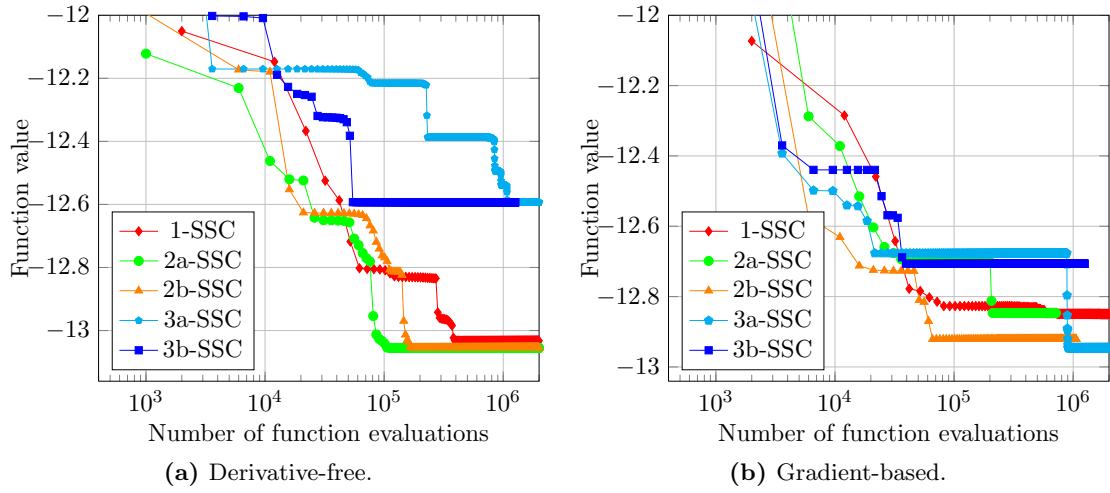 −12
−12.2
−12.4
−12.6
−12.8
−13
Function value
1-SSC
2a-SSC
2b-SSC
3a-SSC
3b-SSC
10^3
10^4
10^5
10^6
Number of function evaluations
(a) Derivative-free.
−12
−12.2
−12.4
−12.6
−12.8
−13
Function value
1-SSC
2a-SSC
2b-SSC
3a-SSC
3b-SSC
10^3
10^4
10^5
10^6
Number of function evaluations
(b) Gradient-based.